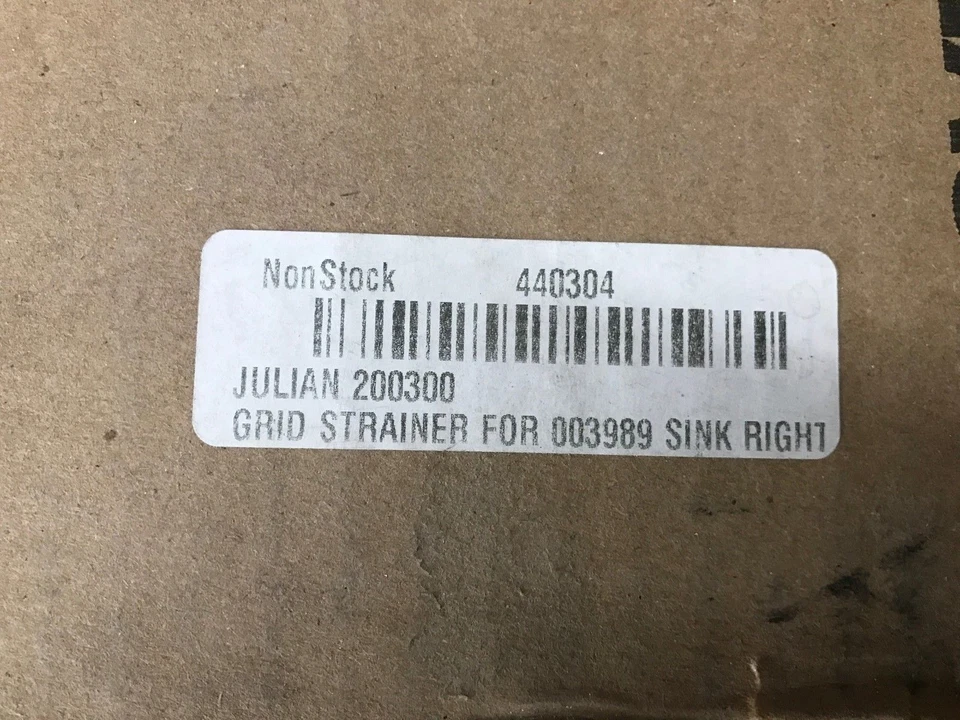 NonStock 440304
JULIAN 200300
GRID STRAINER FOR 003989 SINK RIGHT